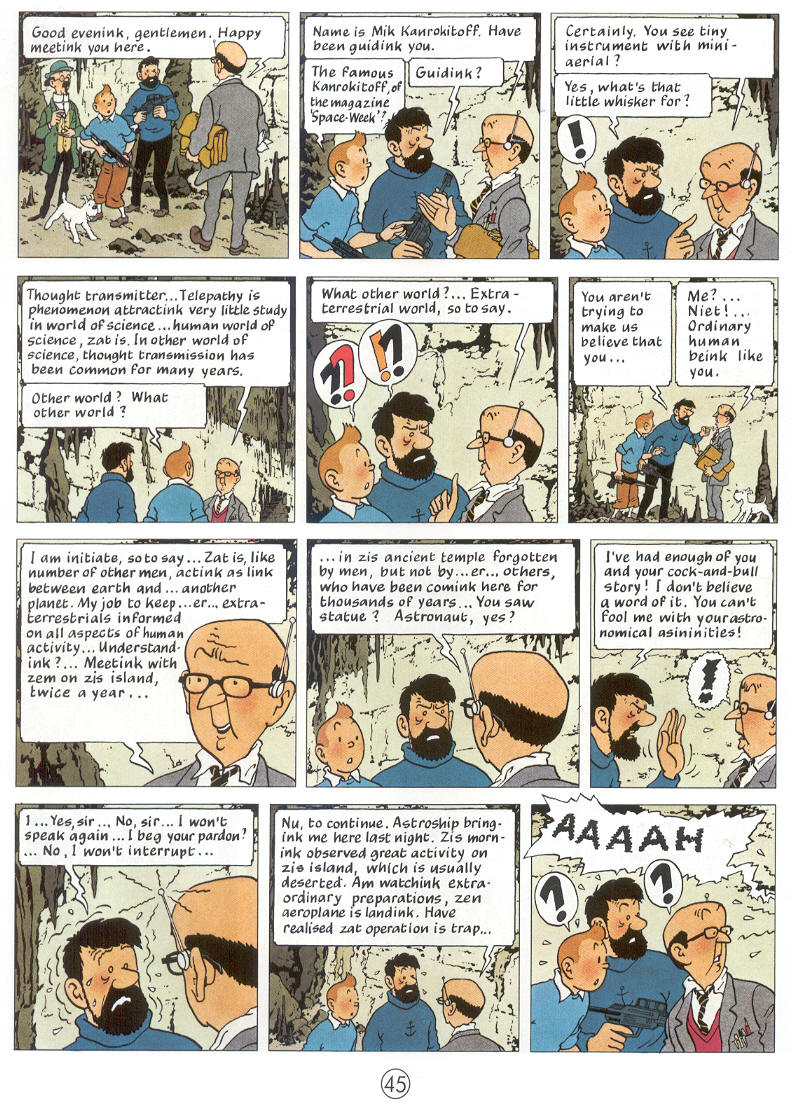 Good evenink, gentlemen. Happy
meetink you here.
Name is Mik Kanrokitoff. Have
been guidink you.
The famous
Kanrokitoff, of
the magazine
'Space-Week'?
Guidink?
Certainly. You see tiny
instrument with mini-
aerial?
Yes, what's that
little whisker for?
!
Thought transmitter... Telepathy is
phenomenon attractink very little study
in world of science... human world of
science, zat is. In other world of
science, thought transmission has
been common for many years.
Other world? What
other world?
What other world?... Extra-
terrestrial world, so to say.
?
!?
You aren't
trying to
make us
believe that
you...
Me?...
Niet!...
Ordinary
human
beink like
you.
I am initiate, so to say... Zat is, like
number of other men, actink as link
between earth and... another
planet. My job to keep...er... extra-
terrestrials informed
on all aspects of human
activity... Understand-
ink?... Meetink with
zem on zis island,
twice a year...
... in zis ancient temple forgotten
by men, but not by...er... others,
who have been comink here for
thousands of years... You saw
statue? Astronaut, yes?
I've had enough of you
and your cock-and-bull
story! I don't believe
a word of it. You can't
fool me with your astro-
nomical asininities!
!
I... Yes, sir... No, sir... I won't
speak again... I beg your pardon?
... No, I won't interrupt...
Nu, to continue. Astroship bring-
ink me here last night. Zis morn-
ink observed great activity on
zis island, which is usually
deserted. Am watchink extra-
ordinary preparations, zen
aeroplane is landink. Have
realised zat operation is trap...
AAAAAH
?
?
45